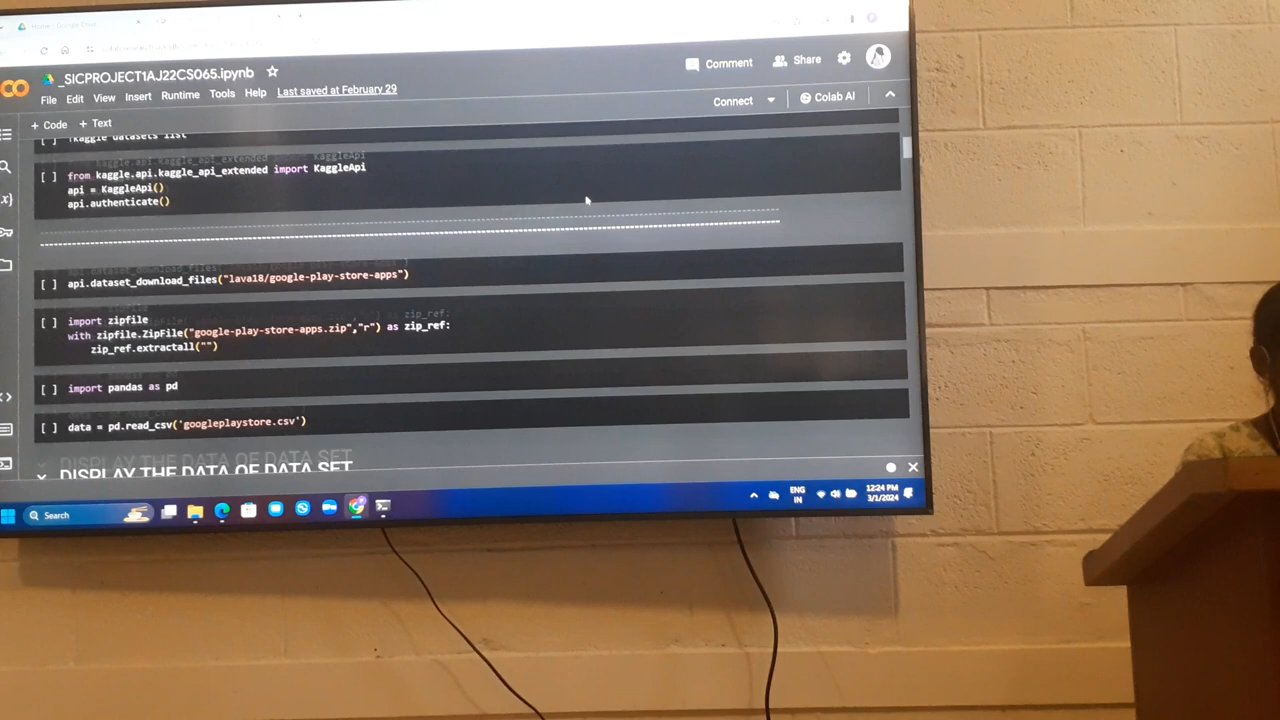 _SICPROJECT1AJ22CS065.ipynb
Comment
Share
File Edit View Insert Runtime Tools Help Last saved at February 29
Connect
Colab AI
+ Code + Text
[ ] !kaggle datasets list
[ ] from kaggle.api.kaggle_api_extended import KaggleApi
api = KaggleApi()
api.authenticate()
[ ] api.dataset_download_files("lava18/google-play-store-apps")
[ ] import zipfile
with zipfile.ZipFile("google-play-store-apps.zip","r") as zip_ref:
zip_ref.extractall("")
[ ] import pandas as pd
[ ] data = pd.read_csv('googleplaystore.csv')
DISPLAY THE DATA OF DATA SET
Search
ENG
IN
12:24 PM
3/1/2024